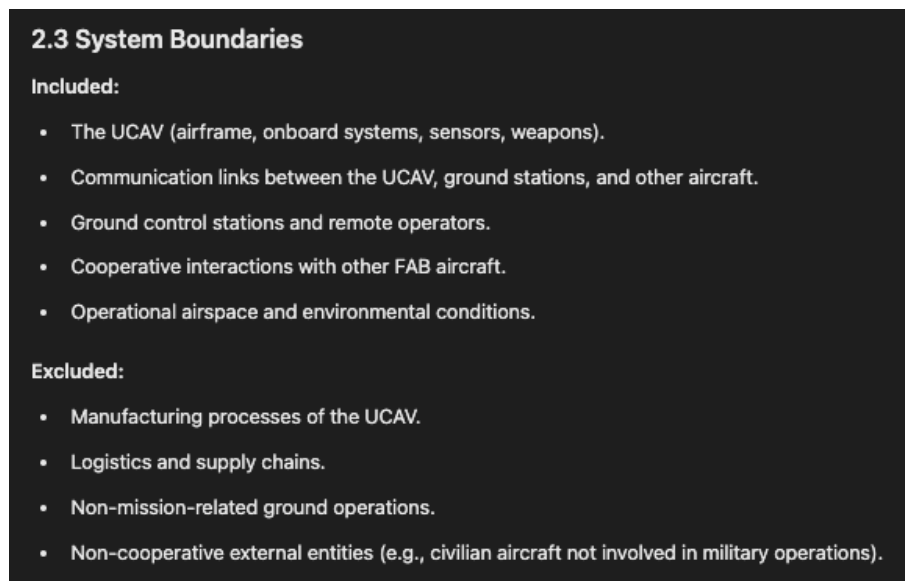 2.3 System Boundaries
Included:
• The UCAV (airframe, onboard systems, sensors, weapons).
• Communication links between the UCAV, ground stations, and other aircraft.
• Ground control stations and remote operators.
• Cooperative interactions with other FAB aircraft.
• Operational airspace and environmental conditions.
Excluded:
• Manufacturing processes of the UCAV.
• Logistics and supply chains.
• Non-mission-related ground operations.
• Non-cooperative external entities (e.g., civilian aircraft not involved in military operations).